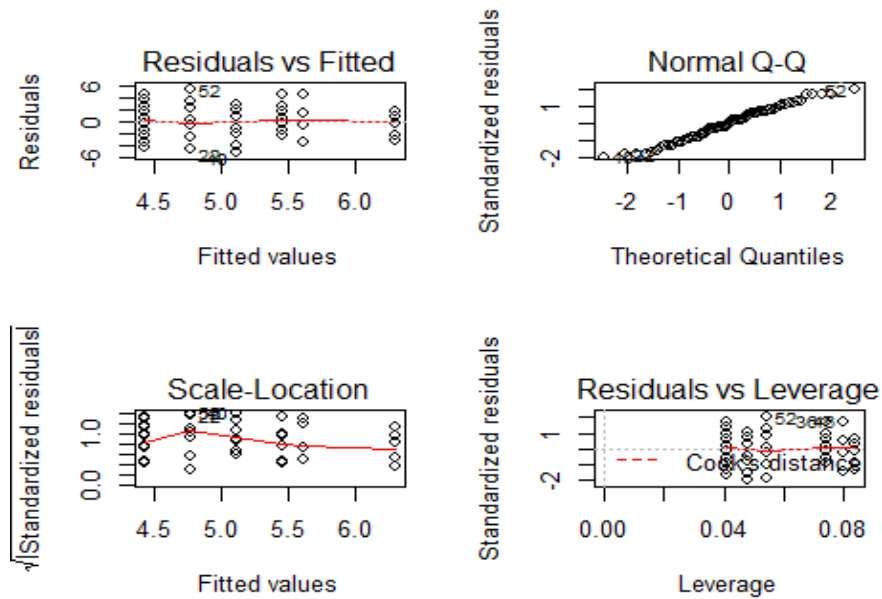 Residuals vs Fitted
Residuals
6
0
-6
52
4.5 5.0 5.5 6.0
Fitted values
Normal Q-Q
Standardized residuals
1
-2
52
-2 -1 0 1 2
Theoretical Quantiles
Scale-Location
√|Standardized residuals|
1.0
0.0
4.5 5.0 5.5 6.0
Fitted values
Residuals vs Leverage
Standardized residuals
1
-2
52
Cook's distance
0.00 0.04 0.08
Leverage